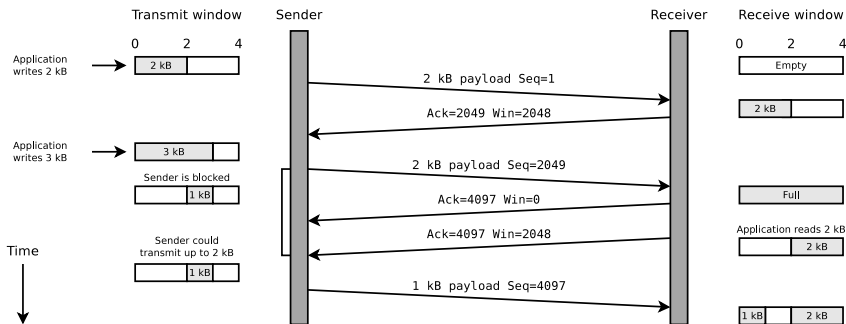 Transmit window
Sender
Receiver
Receive window
0 2 4
0 2 4
Application
writes 2 kB
2 kB
Empty
2 kB payload Seq=1
2 kB
Ack=2049 Win=2048
Application
writes 3 kB
3 kB
2 kB payload Seq=2049
Sender is blocked
1 kB
Full
Ack=4097 Win=0
Application reads 2 kB
Ack=4097 Win=2048
2 kB
Sender could
transmit up to 2 kB
Time
1 kB
1 kB payload Seq=4097
1 kB
2 kB